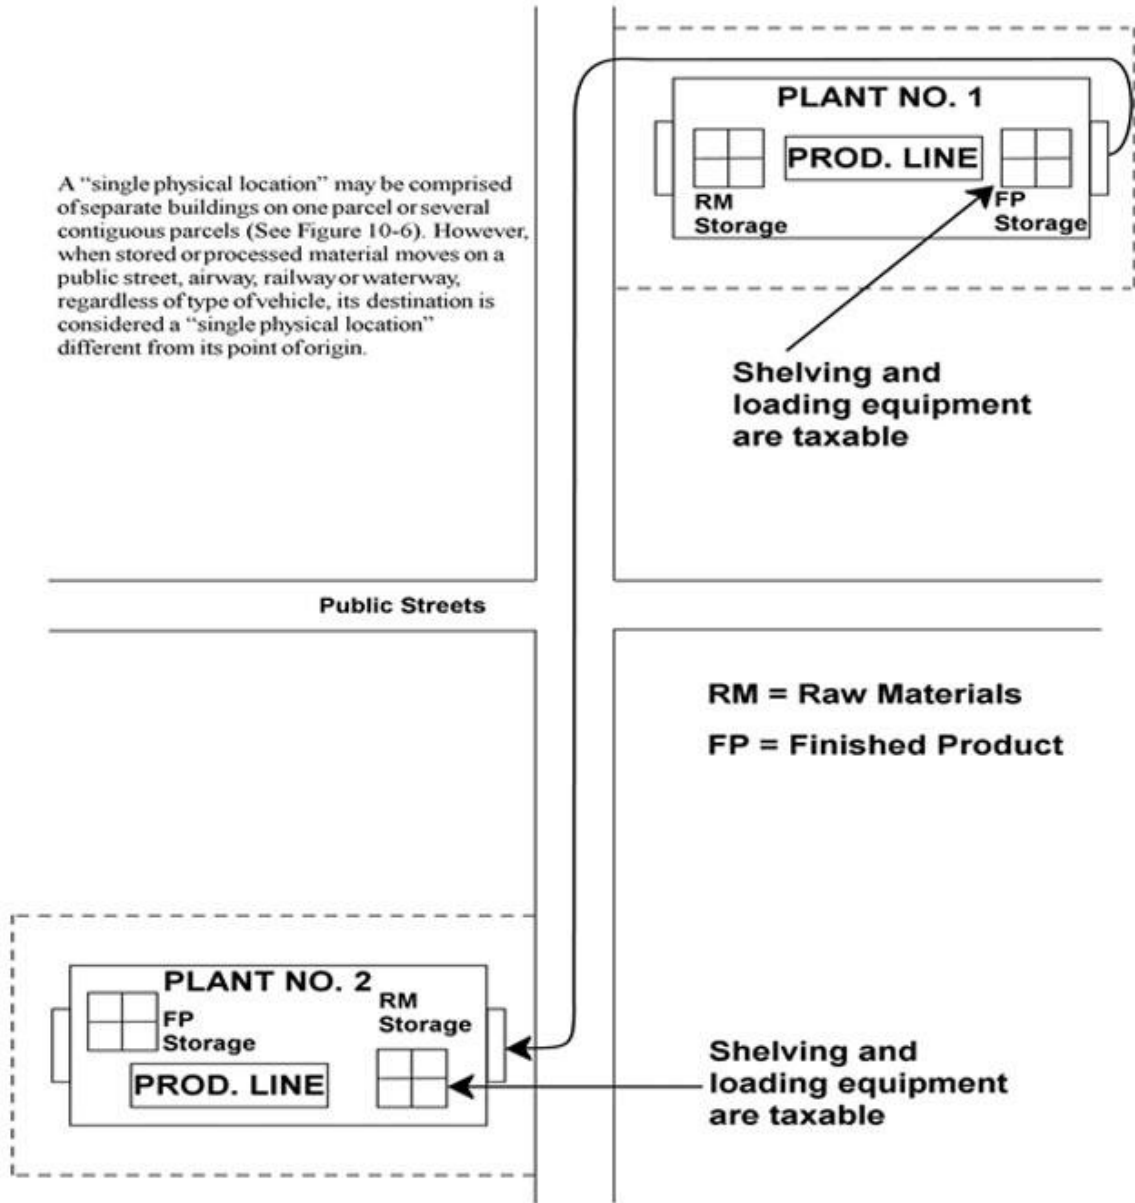 PLANT NO. 1
PROD. LINE
RM
Storage
FP
Storage
A “single physical location” may be comprised
of separate buildings on one parcel or several
contiguous parcels (See Figure 10-6). However,
when stored or processed material moves on a
public street, airway, railway or waterway,
regardless of type of vehicle, its destination is
considered a “single physical location”
different from its point of origin.
Shelving and
loading equipment
are taxable
Public Streets
RM = Raw Materials
FP = Finished Product
PLANT NO. 2
FP
Storage
RM
Storage
PROD. LINE
Shelving and
loading equipment
are taxable